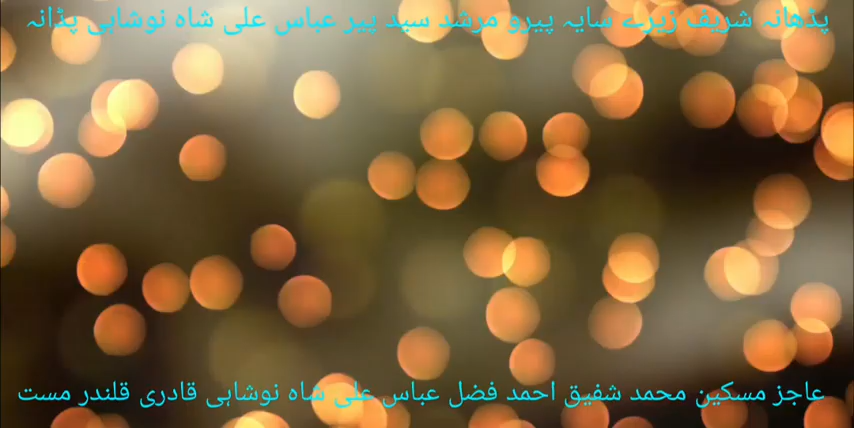 پڈھانہ شریف زیرے سایہ پیرو مرشد سید پیر عباس علی شاہ نوشاہی پڈانہ
عاجز مسکین محمد شفیق احمد فضل عباس علی شاہ نوشاہی قادری قلندر مست